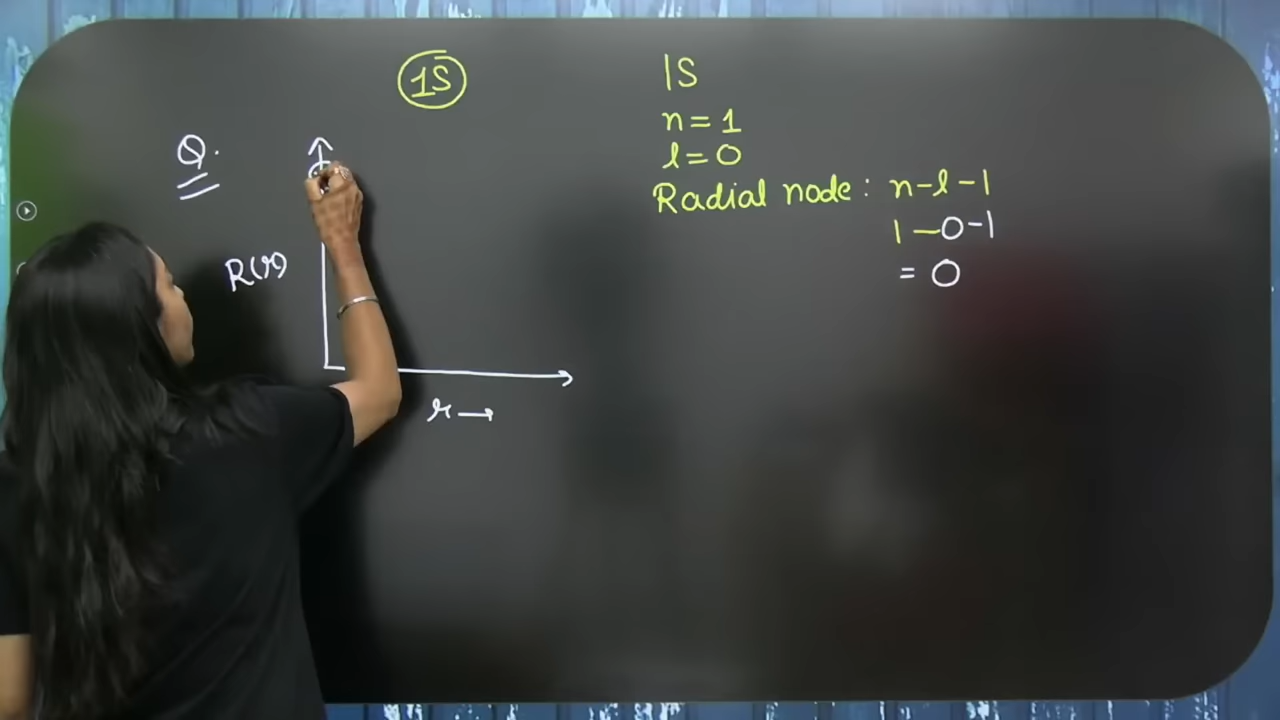 1S
Q.
R(r)
r
1S
n = 1
l = 0
Radial node : n-l-1
1-0-1
= 0